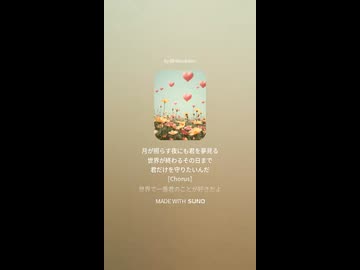 月が照らす夜にも君を夢見る
世界が終わるその日まで
君だけを守りたいんだ
[Chorus]
世界で一番君のことが好きだよ
MADE WITH SUNO